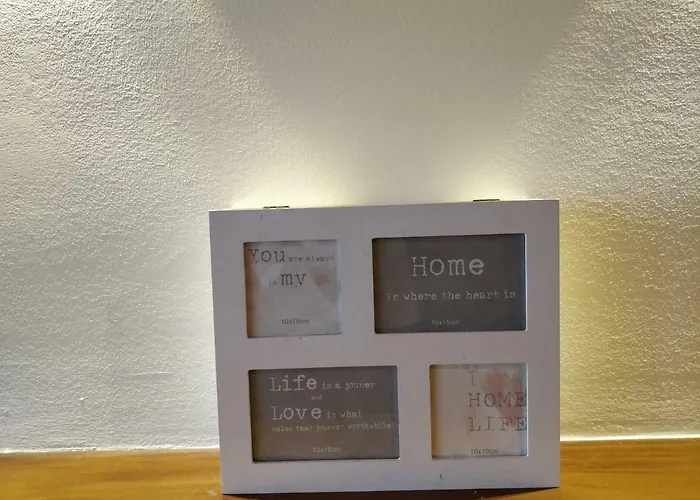 You are always
in my
10x10cm
Home
is where the heart is
10x15cm
Life is a jouney
and
Love is what
makes that journey worthwhile
10x15cm
I
HOME
LIFE
10x10cm